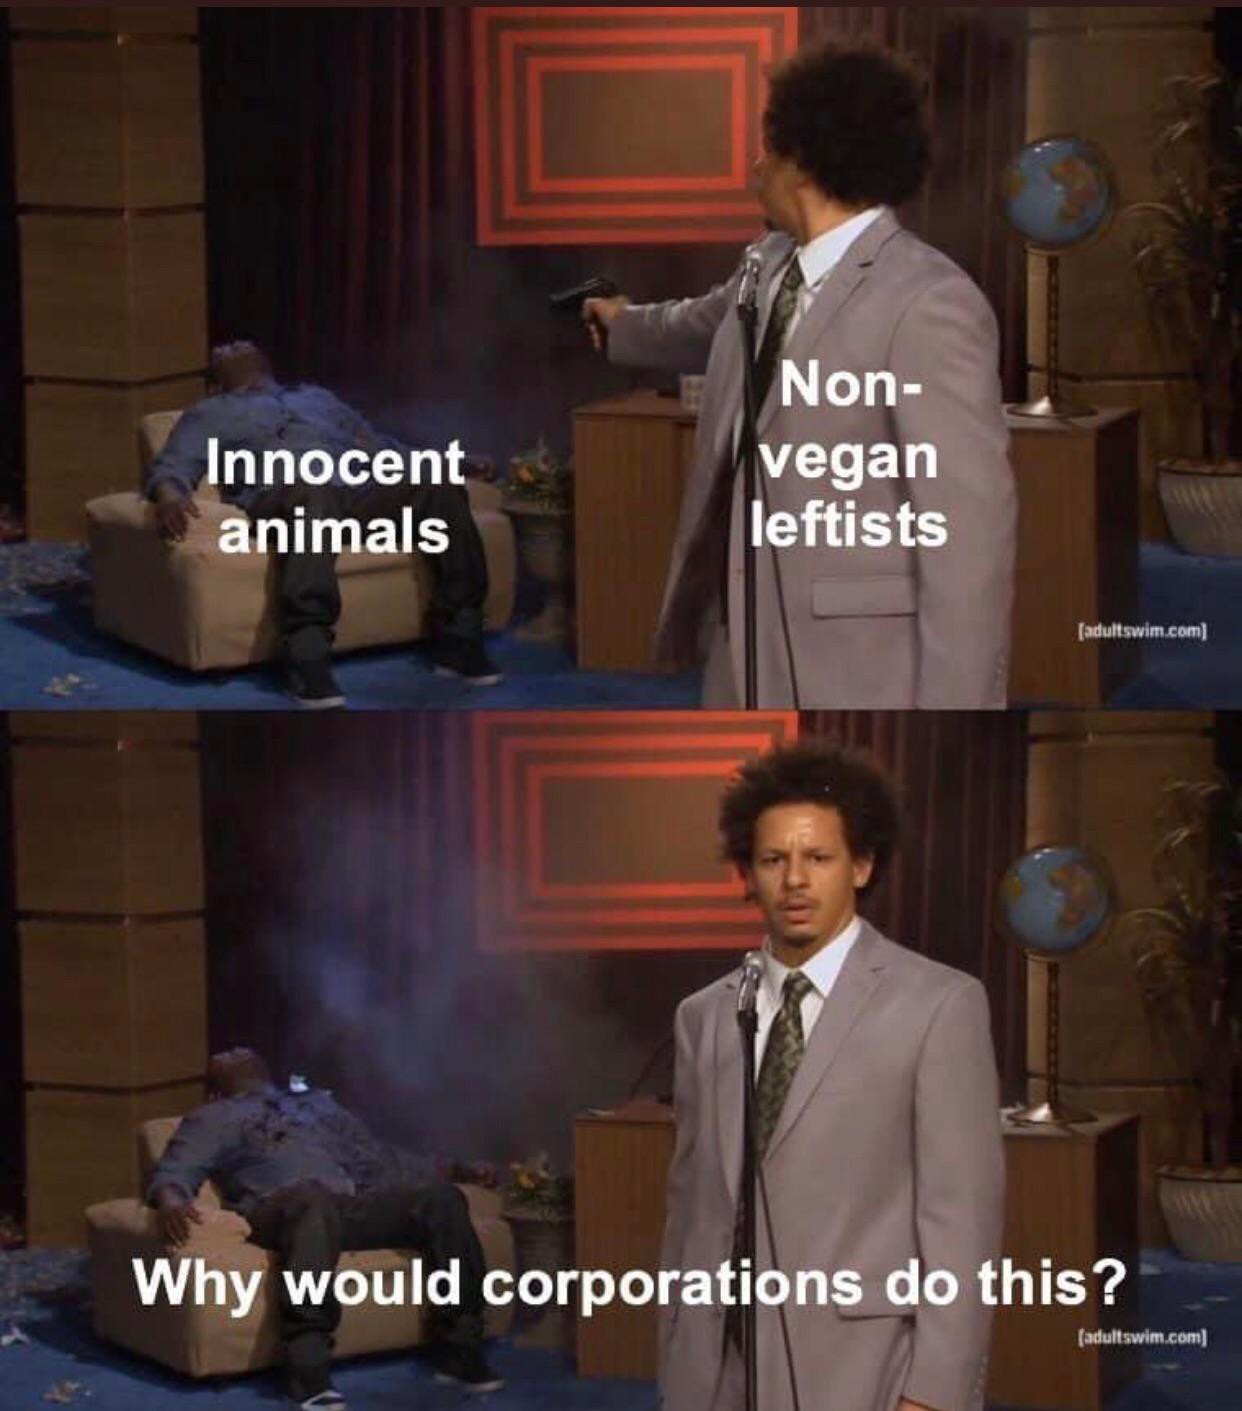 Non-
vegan
leftists
Innocent
animals
[adultswim.com]
Why would corporations do this?
[adultswim.com]